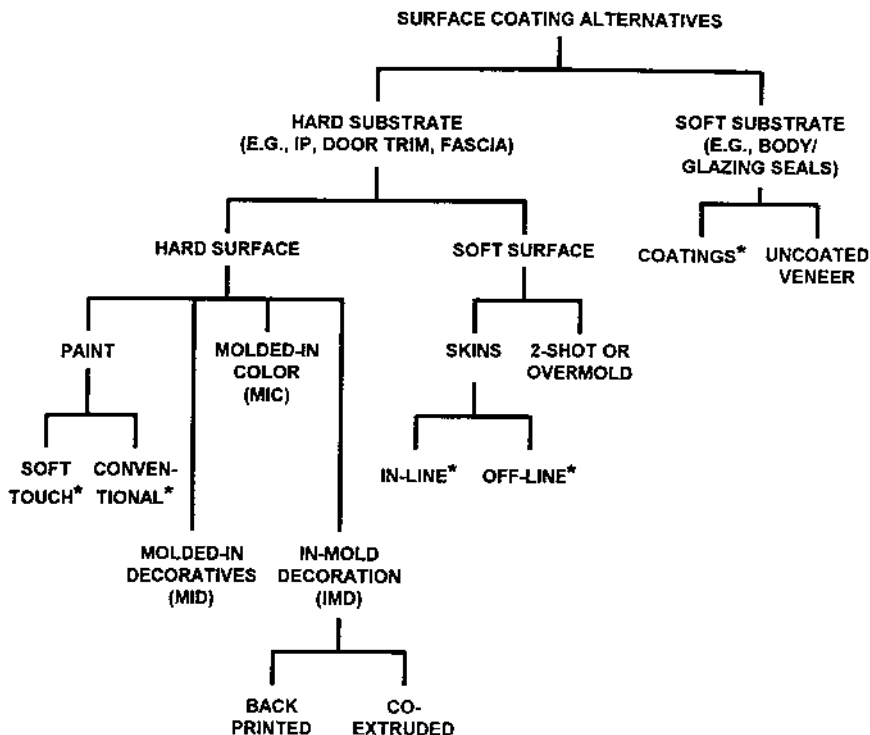 SURFACE COATING ALTERNATIVES
HARD SUBSTRATE
(E.G., IP, DOOR TRIM, FASCIA)
SOFT SUBSTRATE
(E.G., BODY/
GLAZING SEALS)
HARD SURFACE
SOFT SURFACE
COATINGS*
UNCOATED
VENEER
PAINT
MOLDED-IN
COLOR
(MIC)
SKINS
2-SHOT OR
OVERMOLD
SOFT
TOUCH*
CONVEN-
TIONAL*
IN-LINE*
OFF-LINE*
MOLDED-IN
DECORATIVES
(MID)
IN-MOLD
DECORATION
(IMD)
BACK
PRINTED
CO-
EXTRUDED